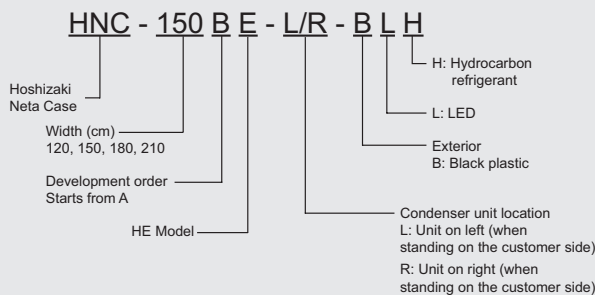 HNC - 150 B E - L/R - B L H
H: Hydrocarbon
refrigerant
Hoshizaki
Neta Case
L: LED
Width (cm)
120, 150, 180, 210
Exterior
B: Black plastic
Development order
Starts from A
HE Model
Condenser unit location
L: Unit on left (when
standing on the customer side)
R: Unit on right (when
standing on the customer side)